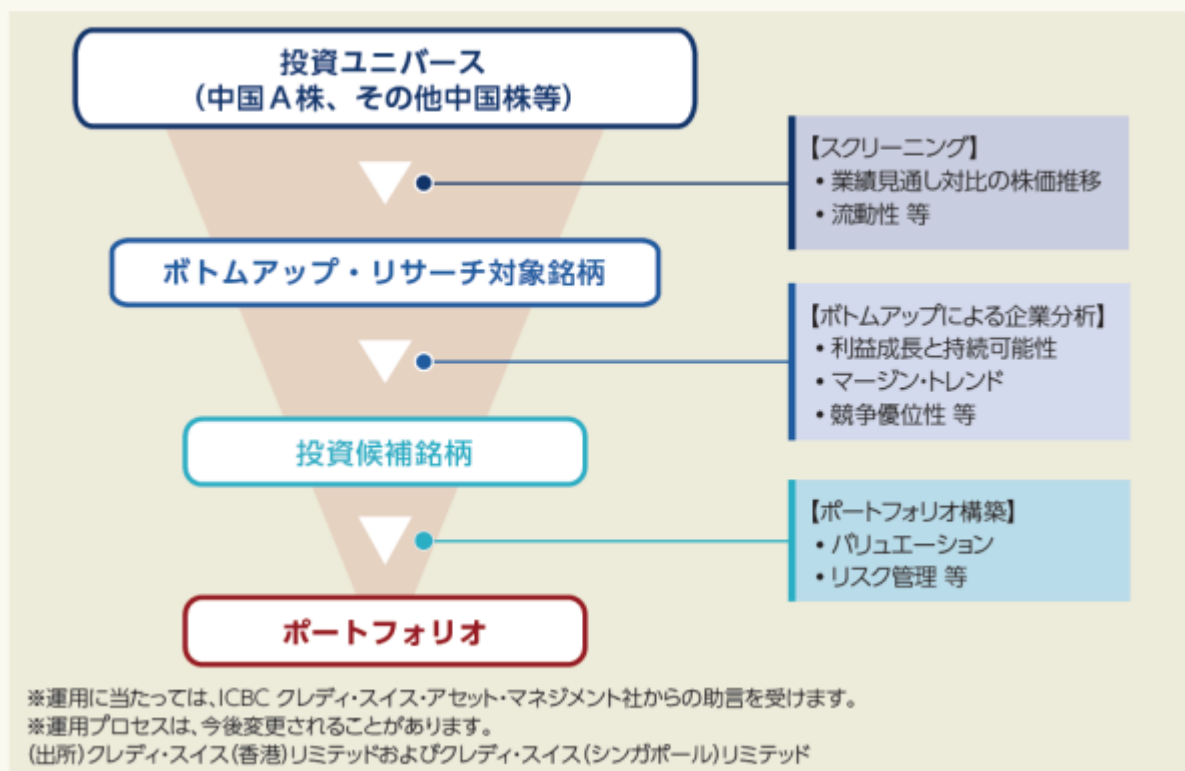 投資ユニバース
（中国A株、その他中国株等）
【スクリーニング】
・業績見通し対比の株価推移
・流動性 等
ボトムアップ・リサーチ対象銘柄
【ボトムアップによる企業分析】
・利益成長と持続可能性
・マージン・トレンド
・競争優位性 等
投資候補銘柄
【ポートフォリオ構築】
・バリュエーション
・リスク管理 等
ポートフォリオ
※運用に当たっては、ICBC クレディ・スイス・アセット・マネジメント社からの助言を受けます。
※運用プロセスは、今後変更されることがあります。
(出所)クレディ・スイス(香港)リミテッドおよびクレディ・スイス(シンガポール)リミテッド